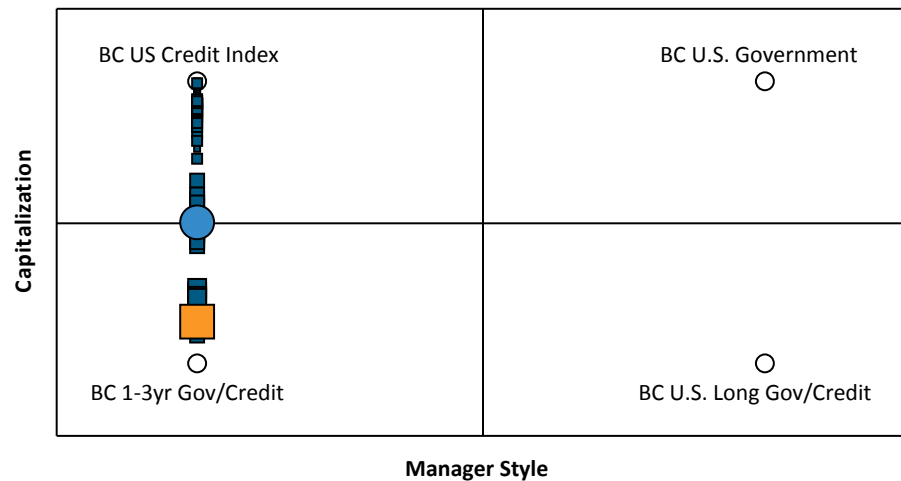 BC US Credit Index
BC U.S. Government
Capitalization
BC 1-3yr Gov/Credit
BC U.S. Long Gov/Credit
Manager Style